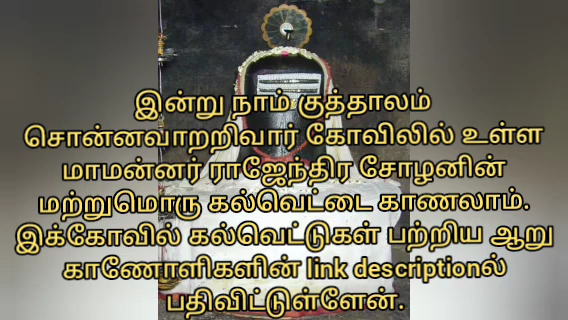 இன்று நாம் குத்தாலம்
சொன்னவாறறிவார் கோவிலில் உள்ள
மாமன்னர் ராஜேந்திர சோழனின்
மற்றுமொரு கல்வெட்டை காணலாம்.
இக்கோவில் கல்வெட்டுகள் பற்றிய ஆறு
காணோளிகளின் link descriptionல்
பதிவிட்டுள்ளேன்.